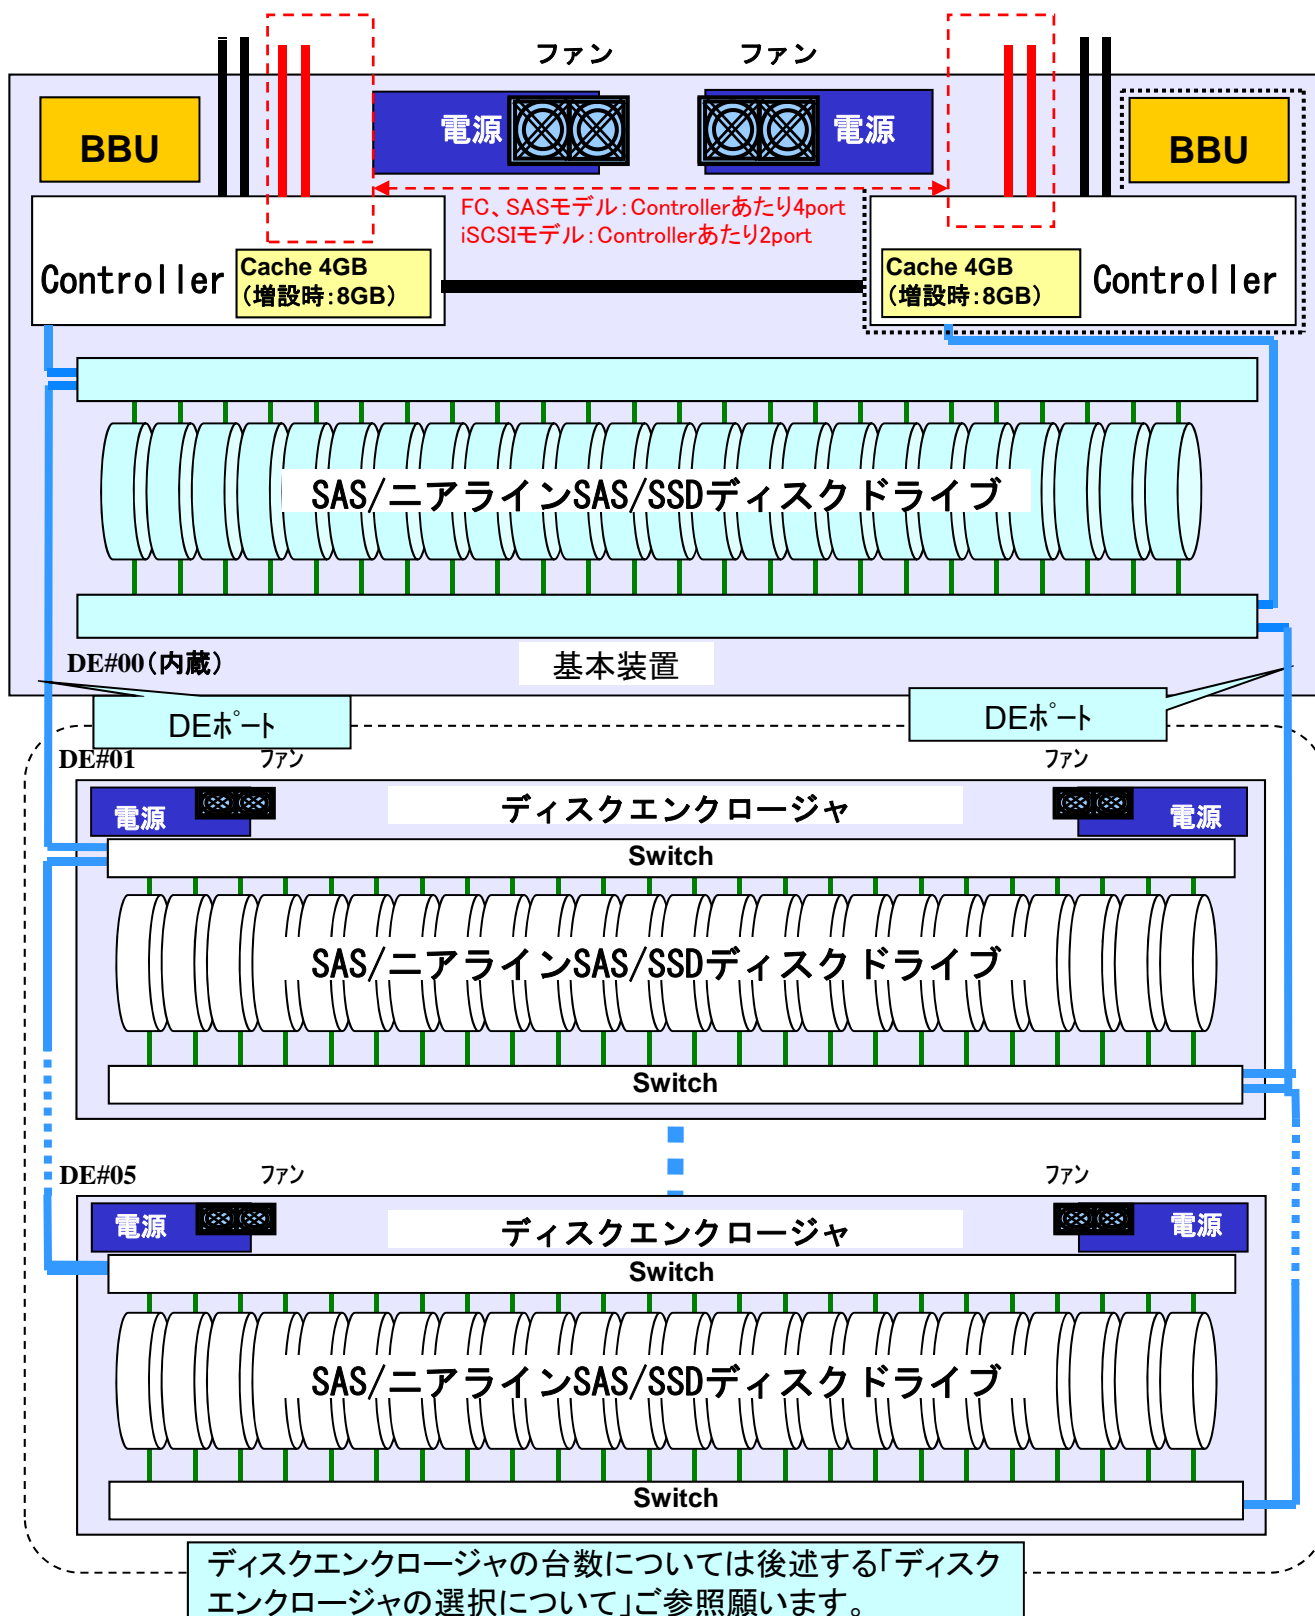 ファン ファン
BBU 電源 電源 BBU
FC、SASモデル：Controllerあたり4port
iSCSIモデル：Controllerあたり2port
Controller Cache 4GB
（増設時：8GB）
Cache 4GB
（増設時：8GB） Controller
SAS/ニアラインSAS/SSDディスクドライブ
DE#00（内蔵） 基本装置
DEﾎﾟｰﾄ DEﾎﾟｰﾄ
DE#01 ﾌｧﾝ ﾌｧﾝ
電源 ディスクエンクロージャ 電源
Switch
SAS/ニアラインSAS/SSDディスクドライブ
Switch
DE#05 ﾌｧﾝ ﾌｧﾝ
電源 ディスクエンクロージャ 電源
Switch
SAS/ニアラインSAS/SSDディスクドライブ
Switch
ディスクエンクロージャの台数については後述する「ディスク
エンクロージャの選択について」ご参照願います。